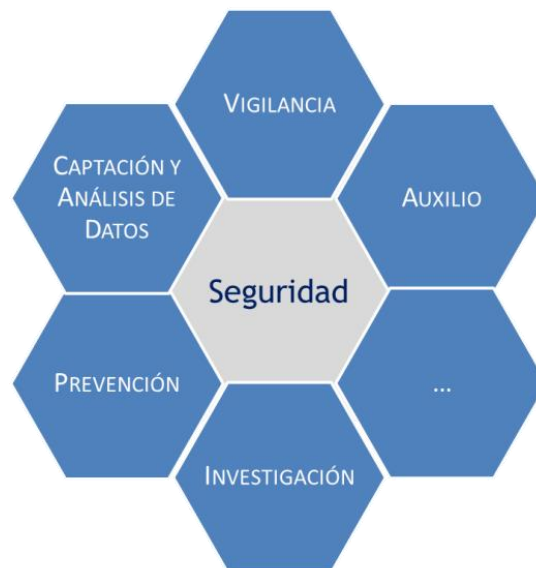 VIGILANCIA
CAPTACIÓN Y
ANÁLISIS DE
DATOS
AUXILIO
Seguridad
PREVENCIÓN
...
INVESTIGACIÓN